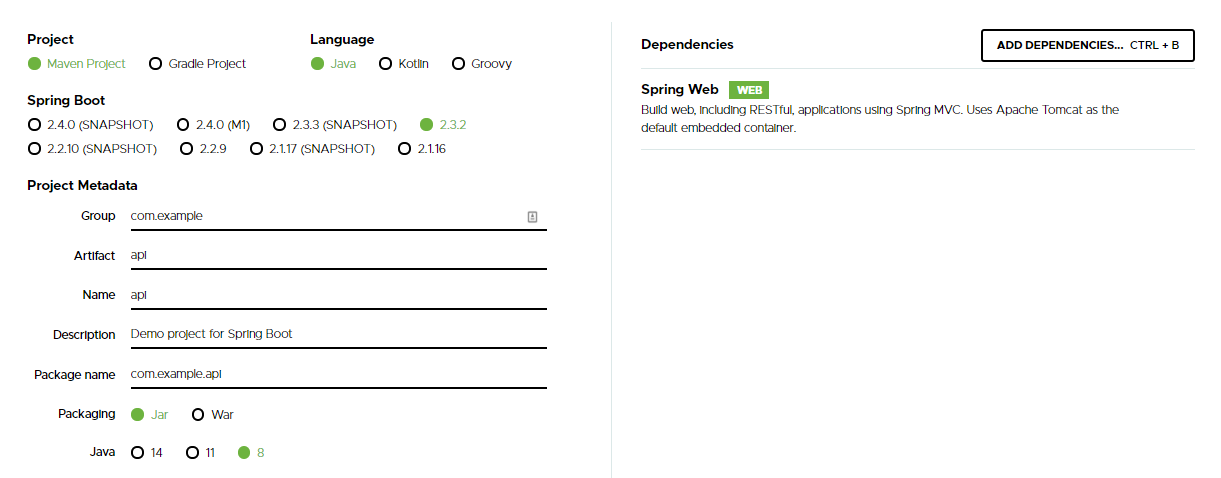 Project
Language
Maven Project Gradle Project
Java Kotlin Groovy
Spring Boot
2.4.0 (SNAPSHOT) 2.4.0 (M1) 2.3.3 (SNAPSHOT) 2.3.2
2.2.10 (SNAPSHOT) 2.2.9 2.1.17 (SNAPSHOT) 2.1.16
Project Metadata
Group com.example
Artifact api
Name api
Description Demo project for Spring Boot
Package name com.example.api
Packaging Jar War
Java 14 11 8
Dependencies
ADD DEPENDENCIES... CTRL + B
Spring Web WEB
Build web, including RESTful, applications using Spring MVC. Uses Apache Tomcat as the
default embedded container.